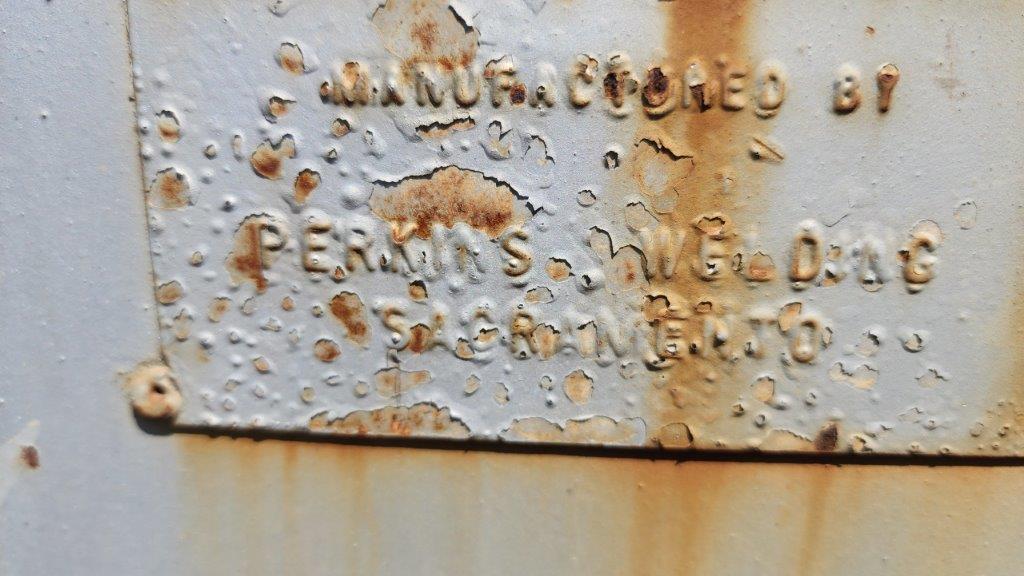 MANUFACTURED BY
PERKINS WELDING
SACRAMENTO